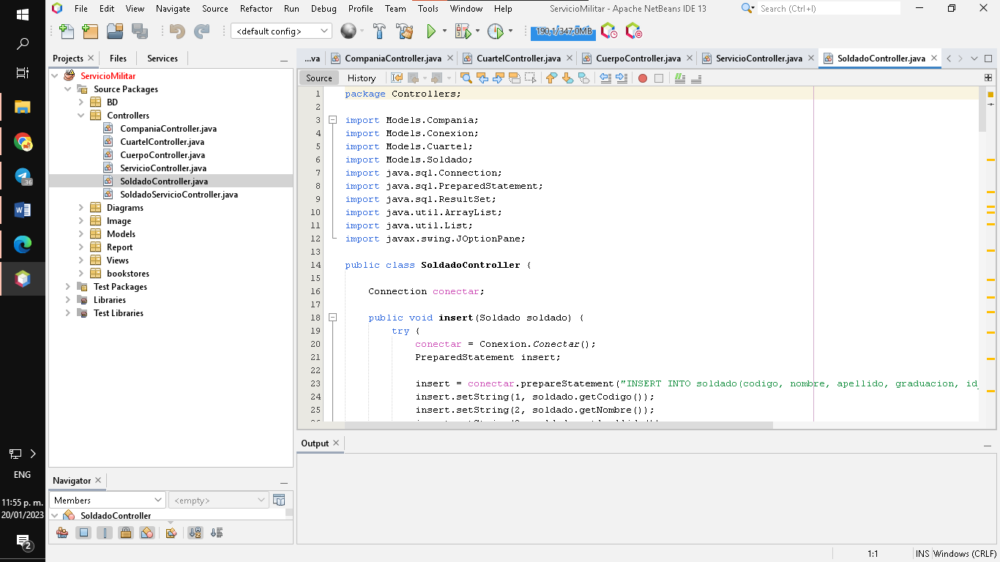 File Edit View Navigate Source Refactor Run Debug Profile Team Tools Window Help ServicioMilitar - Apache NetBeans IDE 13 Search (Ctrl+I)
<default config> 190,1/347,0MB
Projects Files Services
ServicioMilitar
Source Packages
BD
Controllers
CompaniaController.java
CuartelController.java
CuerpoController.java
ServicioController.java
SoldadoController.java
SoldadoServicioController.java
Diagrams
Image
Models
Report
Views
bookstores
Test Packages
Libraries
Test Libraries
...va CompaniaController.java CuartelController.java CuerpoController.java ServicioController.java SoldadoController.java
Source History
1 package Controllers;
2
3 import Models.Compania;
4 import Models.Conexion;
5 import Models.Cuartel;
6 import Models.Soldado;
7 import java.sql.Connection;
8 import java.sql.PreparedStatement;
9 import java.sql.ResultSet;
10 import java.util.ArrayList;
11 import java.util.List;
12 import javax.swing.JOptionPane;
13
14 public class SoldadoController {
15
16 Connection conectar;
17
18 public void insert(Soldado soldado) {
19 try {
20 conectar = Conexion.Conectar();
21 PreparedStatement insert;
22
23 insert = conectar.prepareStatement("INSERT INTO soldado(codigo, nombre, apellido, graduacion, id_
24 insert.setString(1, soldado.getCodigo());
25 insert.setString(2, soldado.getNombre());
Output
Navigator
Members <empty>
SoldadoController
1:1 INS Windows (CRLF)
36
ENG
11:55 p. m.
20/01/2023
2